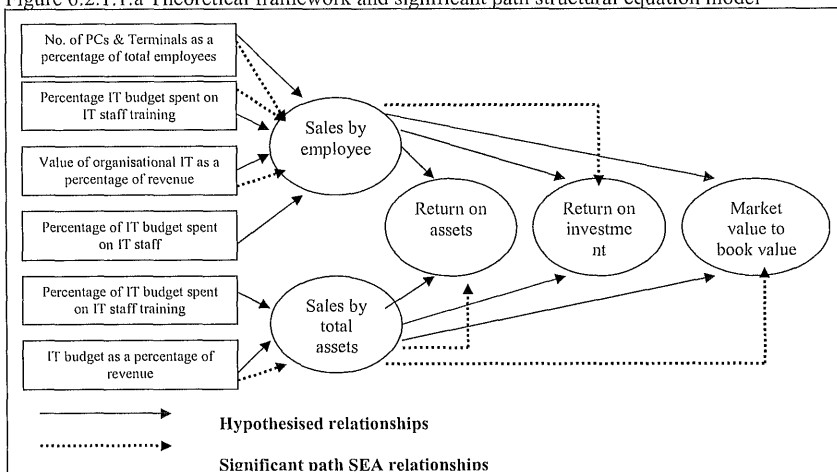 Figure 6.2.1.1.a Theoretical framework and significant path structural equation model
No. of PCs & Terminals as a
percentage of total employees
Percentage IT budget spent on
IT staff training
Value of organisational IT as a
percentage of revenue
Percentage of IT budget spent
on IT staff
Percentage of IT budget spent
on IT staff training
IT budget as a percentage of
revenue
Sales by
employee
Sales by
total
assets
Return on
assets
Return on
investme
nt
Market
value to
book value
Hypothesised relationships
Significant path SEA relationships